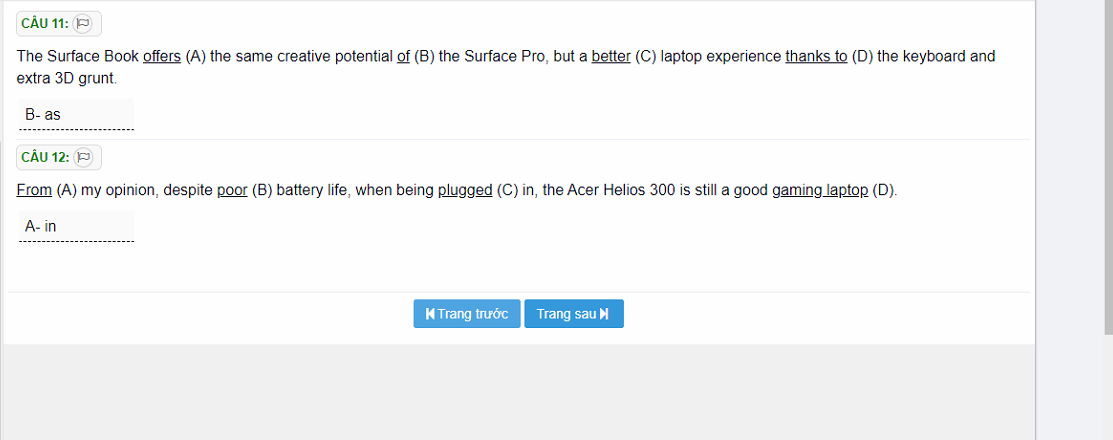 CÂU 11:
The Surface Book offers (A) the same creative potential of (B) the Surface Pro, but a better (C) laptop experience thanks to (D) the keyboard and
extra 3D grunt.
B- as
CÂU 12:
From (A) my opinion, despite poor (B) battery life, when being plugged (C) in, the Acer Helios 300 is still a good gaming laptop (D).
A- in
Trang trước Trang sau